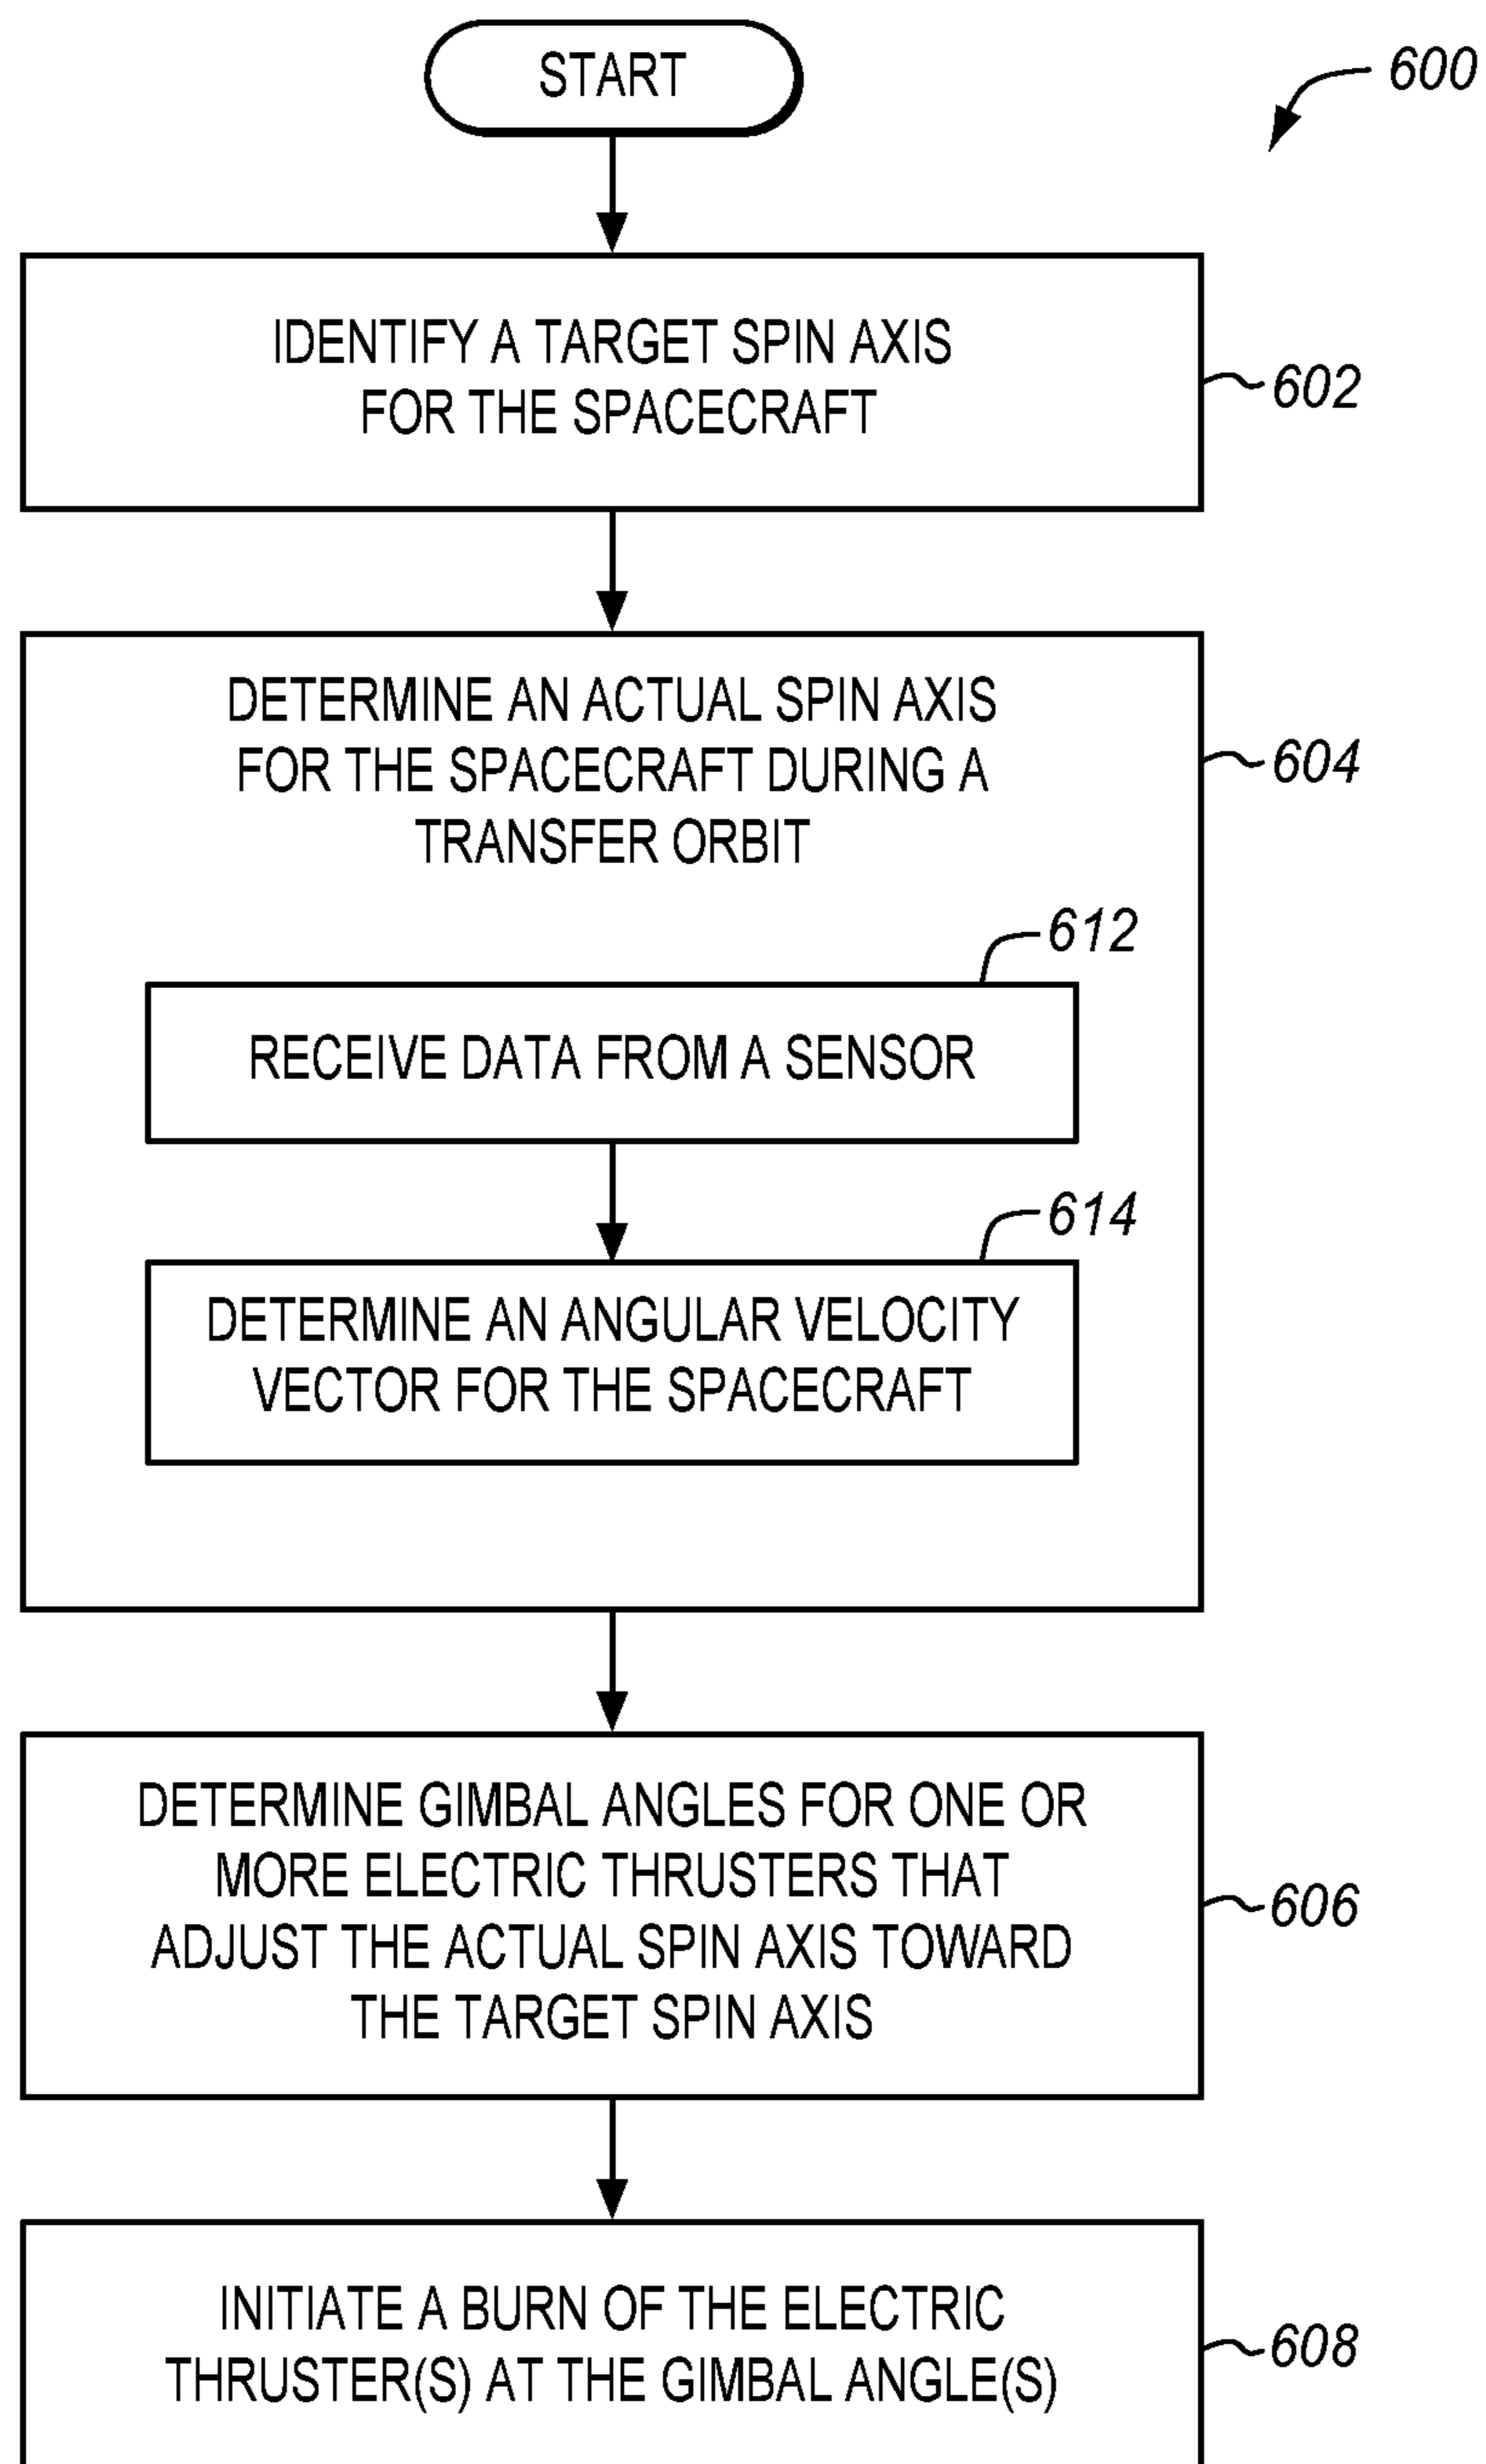 START
600
IDENTIFY A TARGET SPIN AXIS
FOR THE SPACECRAFT
602
DETERMINE AN ACTUAL SPIN AXIS
FOR THE SPACECRAFT DURING A
TRANSFER ORBIT
604
612
RECEIVE DATA FROM A SENSOR
614
DETERMINE AN ANGULAR VELOCITY
VECTOR FOR THE SPACECRAFT
DETERMINE GIMBAL ANGLES FOR ONE OR
MORE ELECTRIC THRUSTERS THAT
ADJUST THE ACTUAL SPIN AXIS TOWARD
THE TARGET SPIN AXIS
606
INITIATE A BURN OF THE ELECTRIC
THRUSTER(S) AT THE GIMBAL ANGLE(S)
608